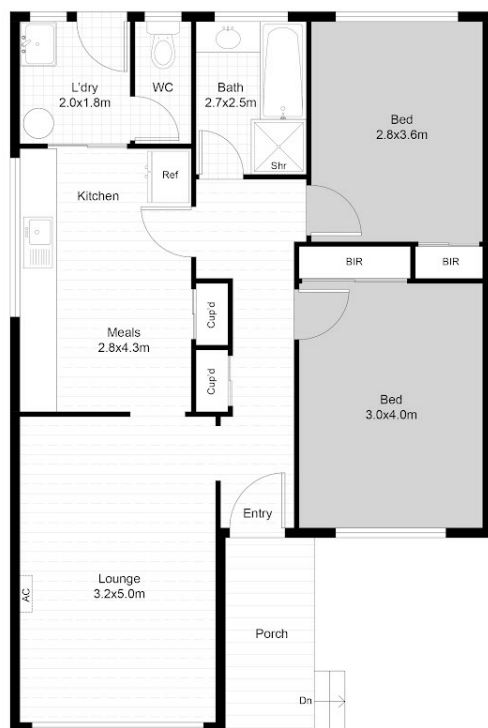 L'dry
2.0x1.8m
WC
Bath
2.7x2.5m
Shr
Bed
2.8x3.6m
Kitchen
Ref
BIR
BIR
Meals
2.8x4.3m
Cup'd
Cup'd
Bed
3.0x4.0m
Entry
Lounge
3.2x5.0m
AC
Porch
Dn